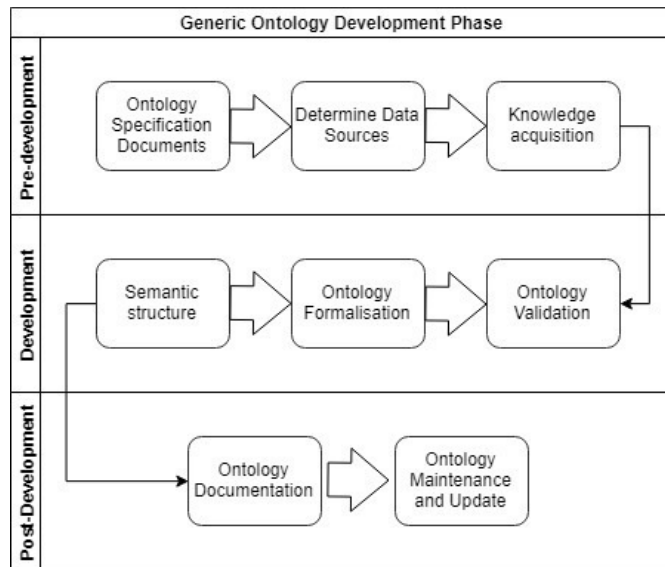 Generic Ontology Development Phase
Pre-development
Ontology
Specification
Documents
Determine Data
Sources
Knowledge
acquisition
Development
Semantic
structure
Ontology
Formalisation
Ontology
Validation
Post-Development
Ontology
Documentation
Ontology
Maintenance
and Update